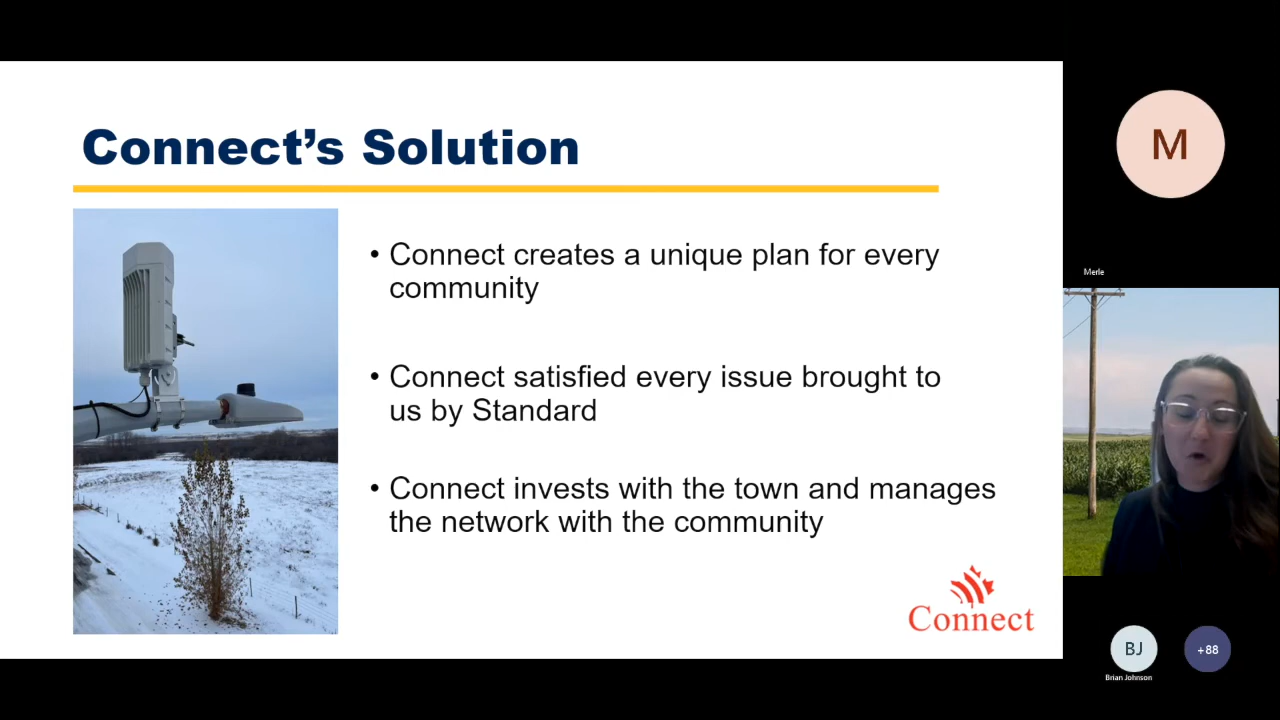 Connect’s Solution
• Connect creates a unique plan for every
community
• Connect satisfied every issue brought to
us by Standard
• Connect invests with the town and manages
the network with the community
Connect
M
Merle
BJ
Brian Johnson
+88